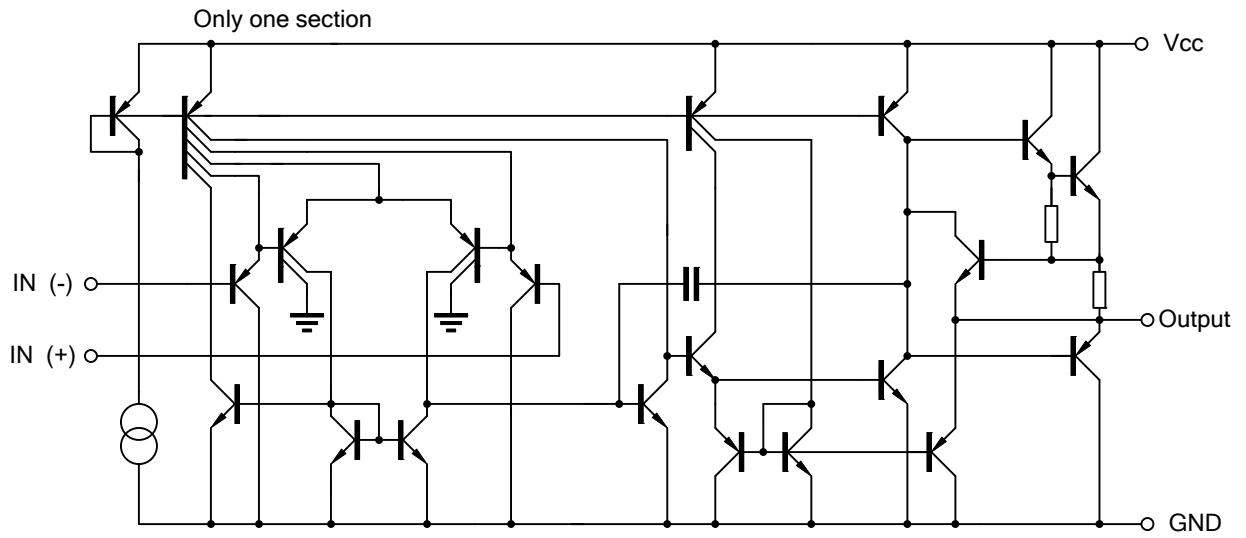 Only one section
Vcc
IN (-)
Output
IN (+)
GND